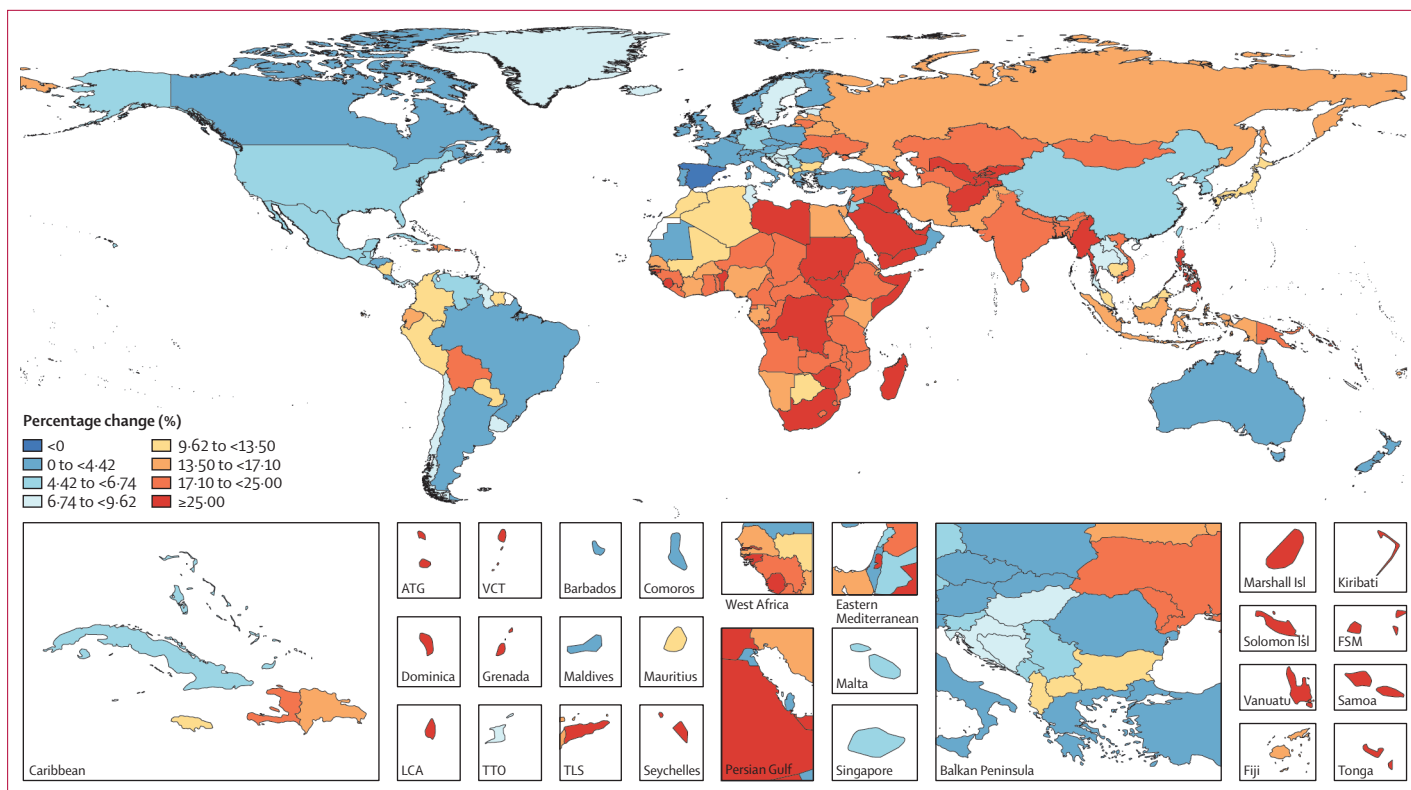 Percentage change (%)
<0
0 to <4·42
4·42 to <6·74
6·74 to <9·62
9·62 to <13·50
13·50 to <17·10
17·10 to <25·00
≥25·00
Caribbean
ATG
VCT
Barbados
Comoros
Dominica
Grenada
Maldives
Mauritius
LCA
TTO
TLS
Seychelles
West Africa
Eastern
Mediterranean
Persian Gulf
Malta
Singapore
Balkan Peninsula
Marshall Isl
Kiribati
Solomon Isl
FSM
Vanuatu
Samoa
Fiji
Tonga